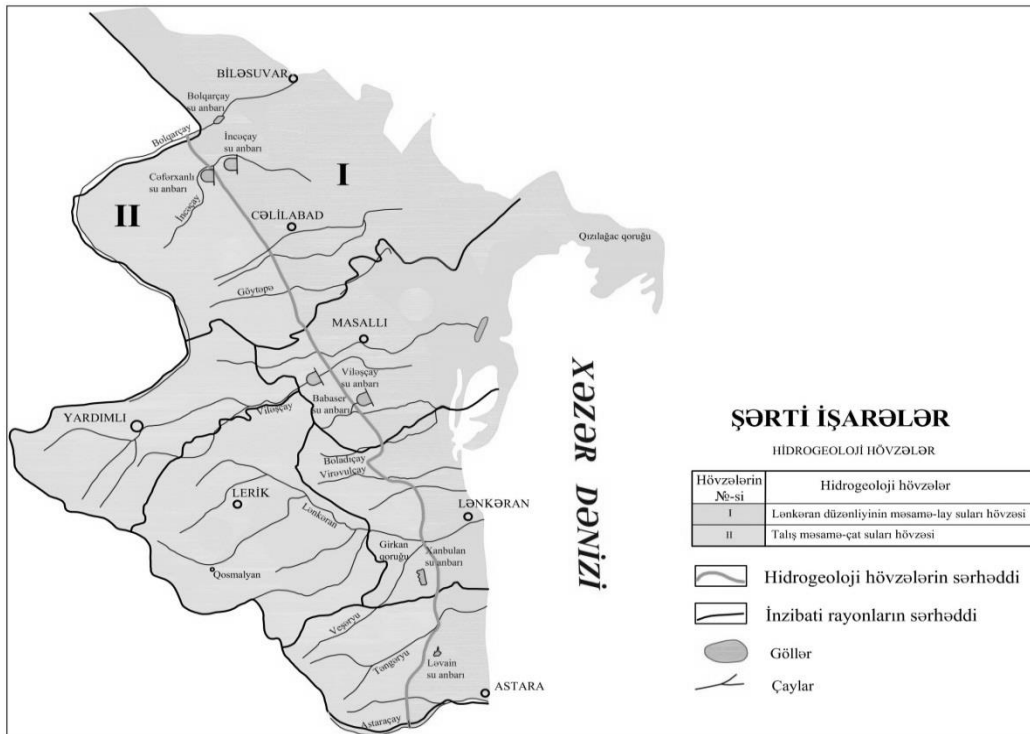 BİLƏSUVAR
Bolqarçay
su anbarı
Bolqarçay
İncəçay
su anbarı
Cəfərxanlı
su anbarı
I
II
İncəçay
CƏLİLABAD
Qızılağac qoruğu
Göytəpə
MASALLI
Viləşçay
su anbarı
Babaser
su anbarı
YARDIMLI
Viləşçay
Boladıçay
Virəvulçay
LERİK
LƏNKƏRAN
Lənkəran
Girkan
qoruğu
Xanbulan
su anbarı
Qosmalyan
Veşəryu
Təngəryu
Ləvain
su anbarı
ASTARA
Astaraçay
XƏZƏR DƏNİZİ
ŞƏRTİ İŞARƏLƏR
HİDROGEOLOJİ HÖVZƏLƏR
Hövzələrin
№-si
Hidrogeoloji hövzələr
I Lənkəran düzənliyinin məsamə-lay suları hövzəsi
II Talış məsamə-çat suları hövzəsi
Hidrogeoloji hövzələrin sərhəddi
İnzibati rayonların sərhəddi
Göllər
Çaylar